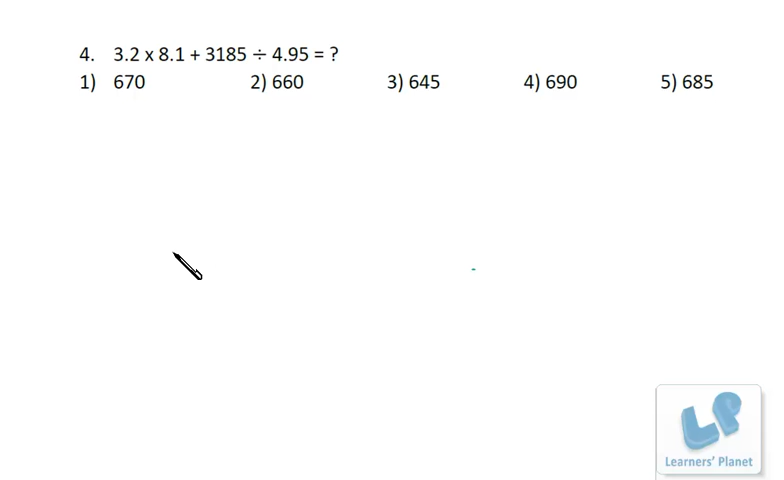 4. 3.2 x 8.1 + 3185 ÷ 4.95 = ?
1) 670 2) 660 3) 645 4) 690 5) 685
LP
Learners' Planet